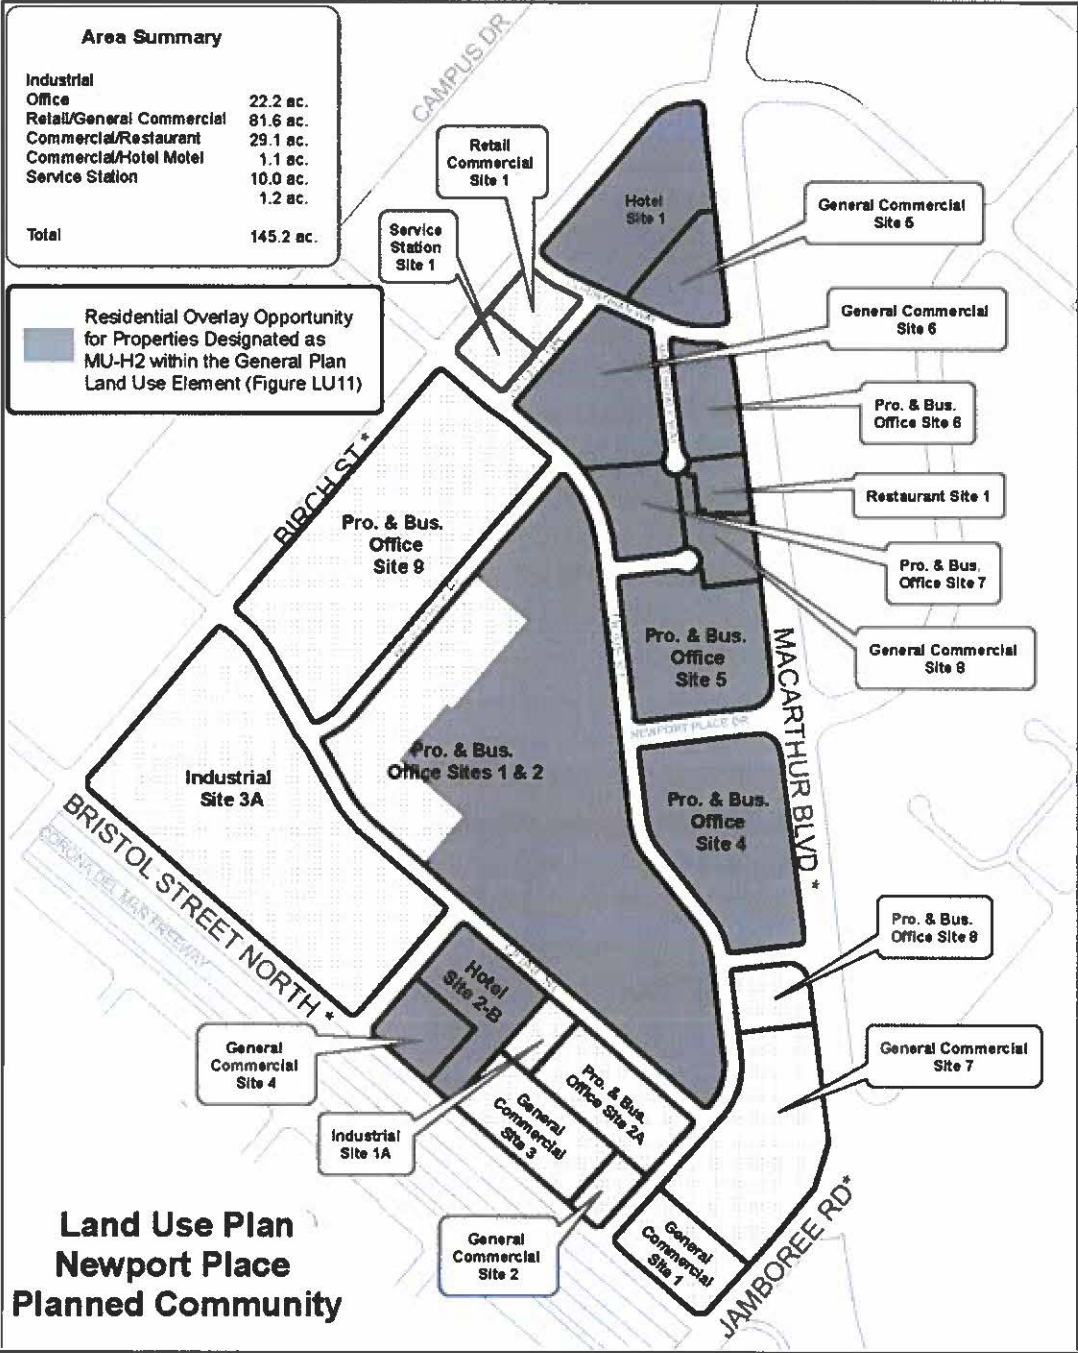 Area Summary
Industrial
Office 22.2 ac.
Retail/General Commercial 81.6 ac.
Commercial/Restaurant 29.1 ac.
Commercial/Hotel Motel 1.1 ac.
Service Station 10.0 ac.
1.2 ac.
Total 145.2 ac.
Residential Overlay Opportunity
for Properties Designated as
MU-H2 within the General Plan
Land Use Element (Figure LU11)
CAMPUS DR
Retail
Commercial
Site 1
Service
Station
Site 1
Hotel
Site 1
General Commercial
Site 5
General Commercial
Site 6
Pro. & Bus.
Office Site 6
Restaurant Site 1
Pro. & Bus.
Office Site 7
General Commercial
Site 8
BIRCH ST *
Pro. & Bus.
Office
Site 9
Pro. & Bus.
Office
Site 5
MACARTHUR BLVD *
NEWPORT PLACE DR
Pro. & Bus.
Office Sites 1 & 2
Industrial
Site 3A
Pro. & Bus.
Office
Site 4
BRISTOL STREET NORTH *
CORONA DEL MAR FREEWAY
Pro. & Bus.
Office Site 8
Hotel
Site 2-B
QUAIL ST
General
Commercial
Site 4
General Commercial
Site 7
Industrial
Site 1A
Pro. & Bus.
Office Site 2A
General
Commercial
Site 3
General
Commercial
Site 2
General
Commercial
Site 1
JAMBOREE RD*
Land Use Plan
Newport Place
Planned Community